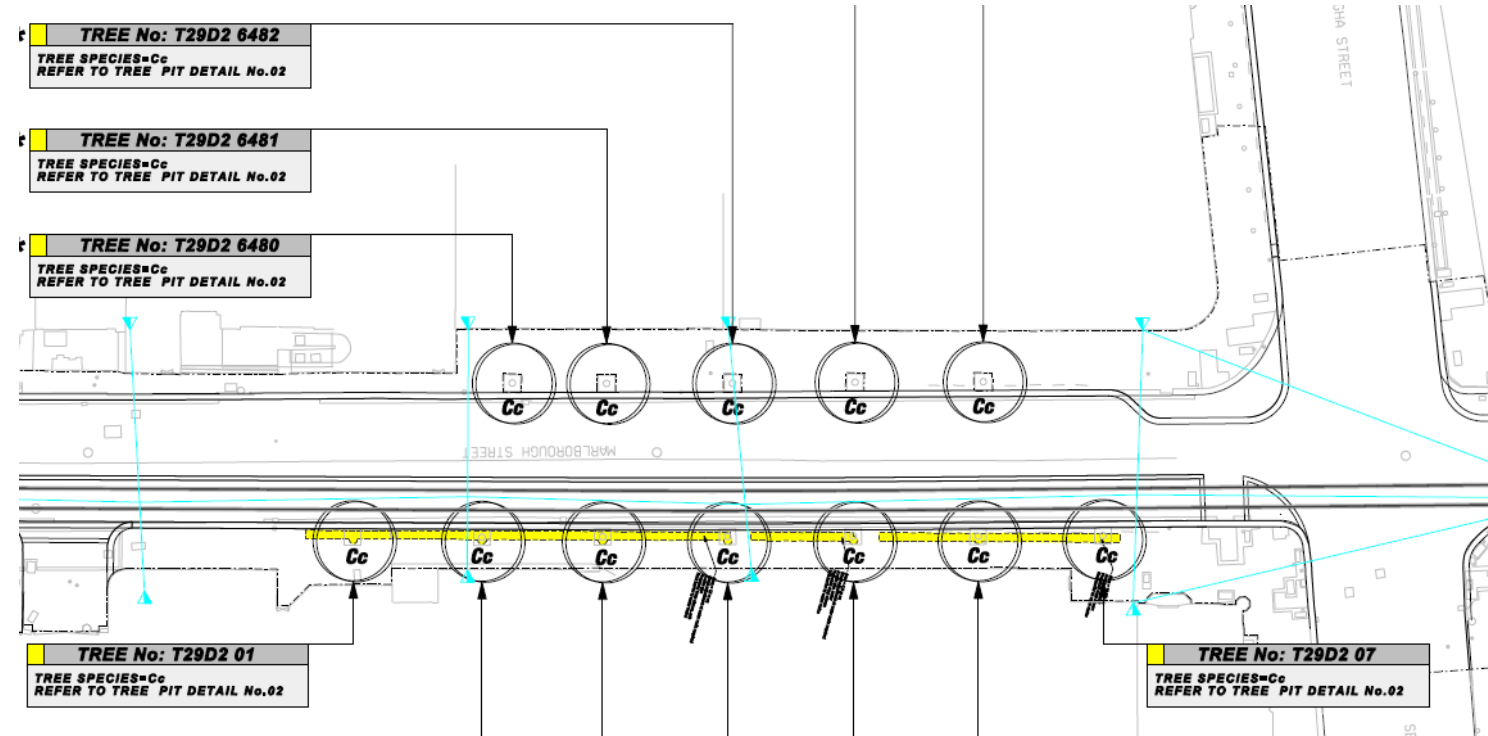 TREE No: T29D2 6482
TREE SPECIES=Cc
REFER TO TREE PIT DETAIL No.02
TREE No: T29D2 6481
TREE SPECIES=Cc
REFER TO TREE PIT DETAIL No.02
TREE No: T29D2 6480
TREE SPECIES=Cc
REFER TO TREE PIT DETAIL No.02
STREET
Cc
Cc
Cc
Cc
Cc
MARLBOROUGH STREET
Cc
Cc
Cc
Cc
Cc
Cc
Cc
TREE No: T29D2 01
TREE SPECIES=Cc
REFER TO TREE PIT DETAIL No.02
TREE No: T29D2 07
TREE SPECIES=Cc
REFER TO TREE PIT DETAIL No.02